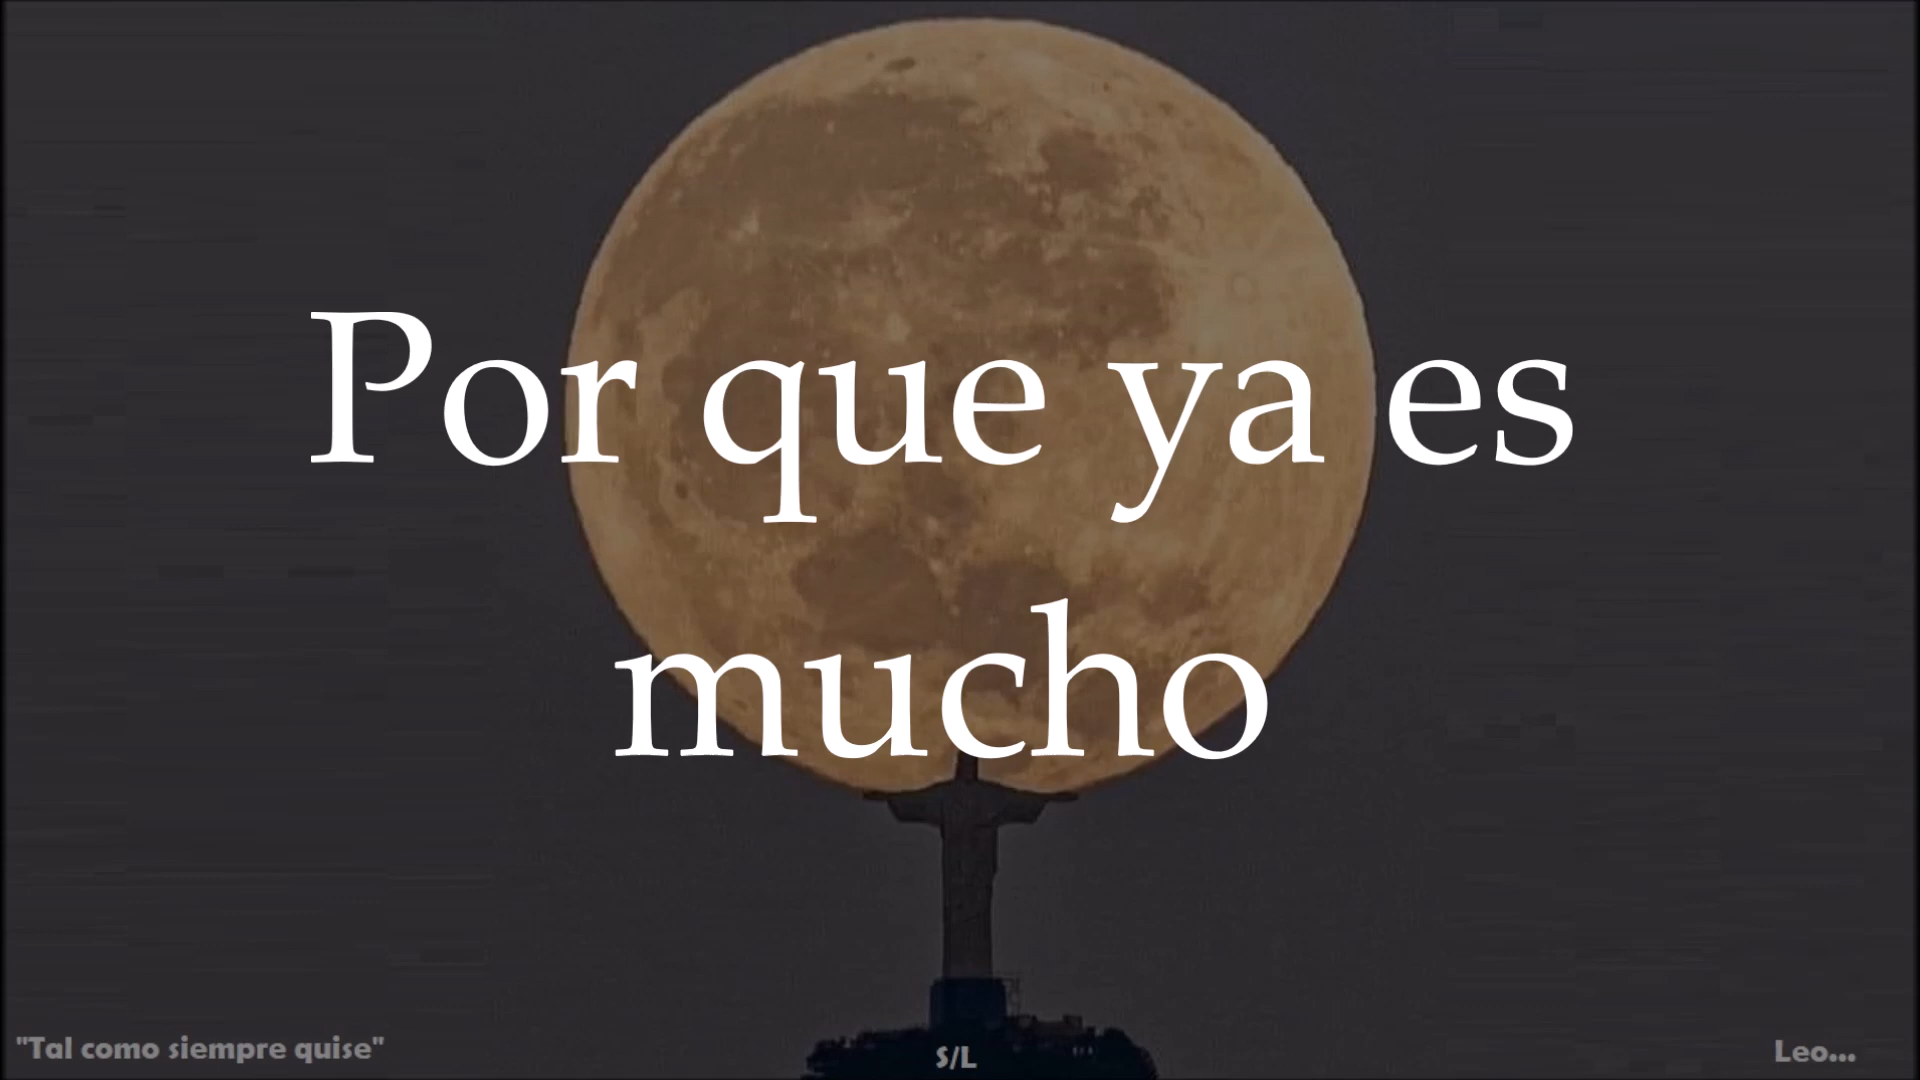 Por que ya es
mucho
"Tal como siempre quise"
S/L
Leo...